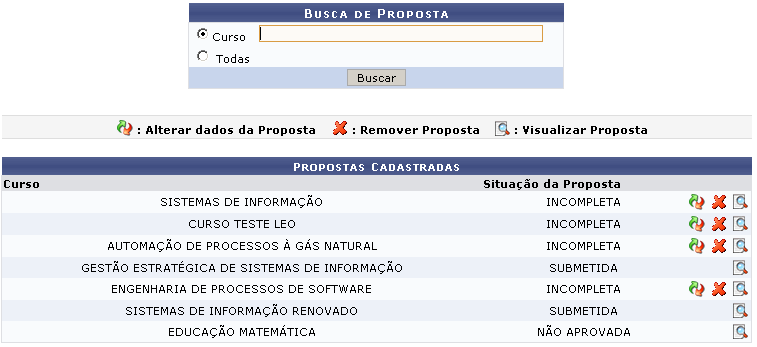 Busca de Proposta
Curso
Todas
Buscar
: Alterar dados da Proposta : Remover Proposta : Visualizar Proposta
Propostas Cadastradas
Curso Situação da Proposta
SISTEMAS DE INFORMAÇÃO INCOMPLETA
CURSO TESTE LEO INCOMPLETA
AUTOMAÇÃO DE PROCESSOS À GÁS NATURAL INCOMPLETA
GESTÃO ESTRATÉGICA DE SISTEMAS DE INFORMAÇÃO SUBMETIDA
ENGENHARIA DE PROCESSOS DE SOFTWARE INCOMPLETA
SISTEMAS DE INFORMAÇÃO RENOVADO SUBMETIDA
EDUCAÇÃO MATEMÁTICA NÃO APROVADA